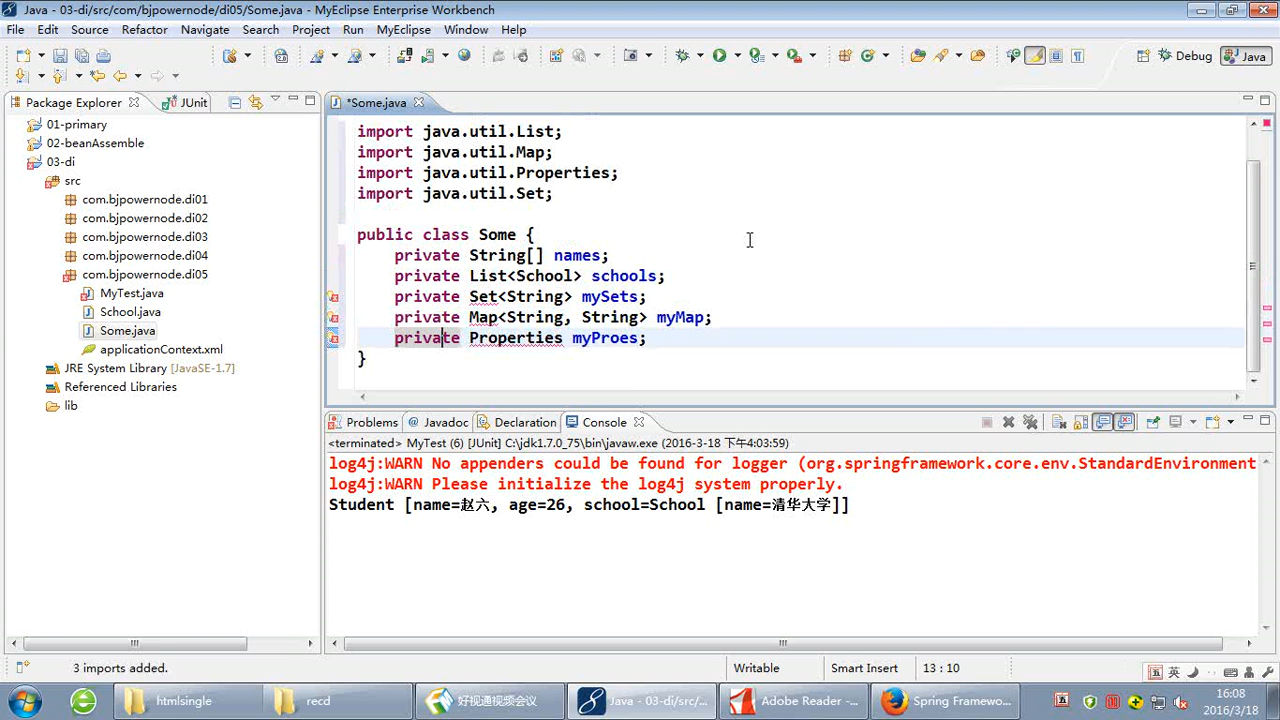 Java - 03-di/src/com/bjpowernode/di05/Some.java - MyEclipse Enterprise Workbench
File Edit Source Refactor Navigate Search Project Run MyEclipse Window Help
Debug Java
Package Explorer JUnit
01-primary
02-beanAssemble
03-di
src
com.bjpowernode.di01
com.bjpowernode.di02
com.bjpowernode.di03
com.bjpowernode.di04
com.bjpowernode.di05
MyTest.java
School.java
Some.java
applicationContext.xml
JRE System Library [JavaSE-1.7]
Referenced Libraries
lib
*Some.java
import java.util.List;
import java.util.Map;
import java.util.Properties;
import java.util.Set;
public class Some {
private String[] names;
private List<School> schools;
private Set<String> mySets;
private Map<String, String> myMap;
private Properties myProes;
}
Problems @ Javadoc Declaration Console
<terminated> MyTest (6) [JUnit] C:\jdk1.7.0_75\bin\javaw.exe (2016-3-18 下午4:03:59)
log4j:WARN No appenders could be found for logger (org.springframework.core.env.StandardEnvironment
log4j:WARN Please initialize the log4j system properly.
Student [name=赵六, age=26, school=School [name=清华大学]]
3 imports added. Writable Smart Insert 13 : 10
五 英
htmlsingle recd 好视通视频会议 Java - 03-di/src/... Adobe Reader -... Spring Framewo... 五 16:08
2016/3/18